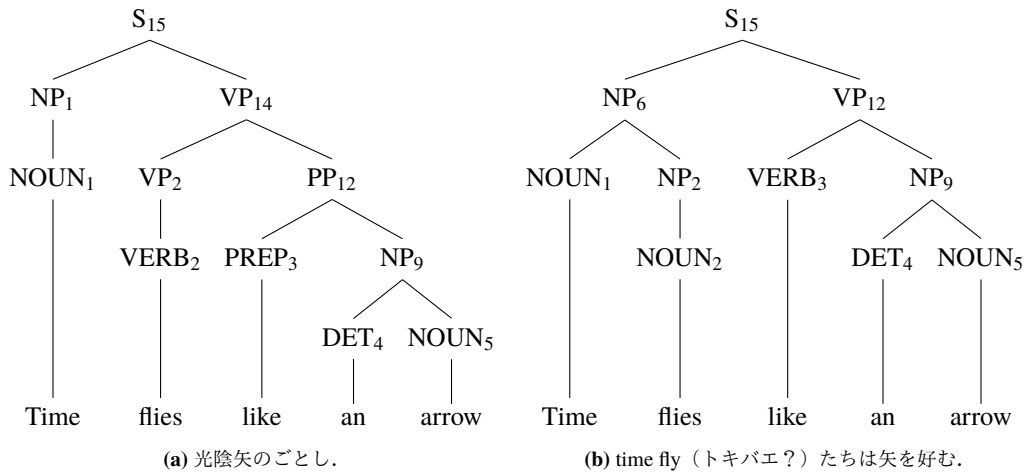 S15 S15
NP1 VP14 NP6 VP12
NOUN1 VP2 PP12 NOUN1 NP2 VERB3 NP9
VERB2 PREP3 NP9 NOUN2 DET4 NOUN5
DET4 NOUN5
Time flies like an arrow Time flies like an arrow
(a) 光陰矢のごとし. (b) time fly（トキバエ？）たちは矢を好む.